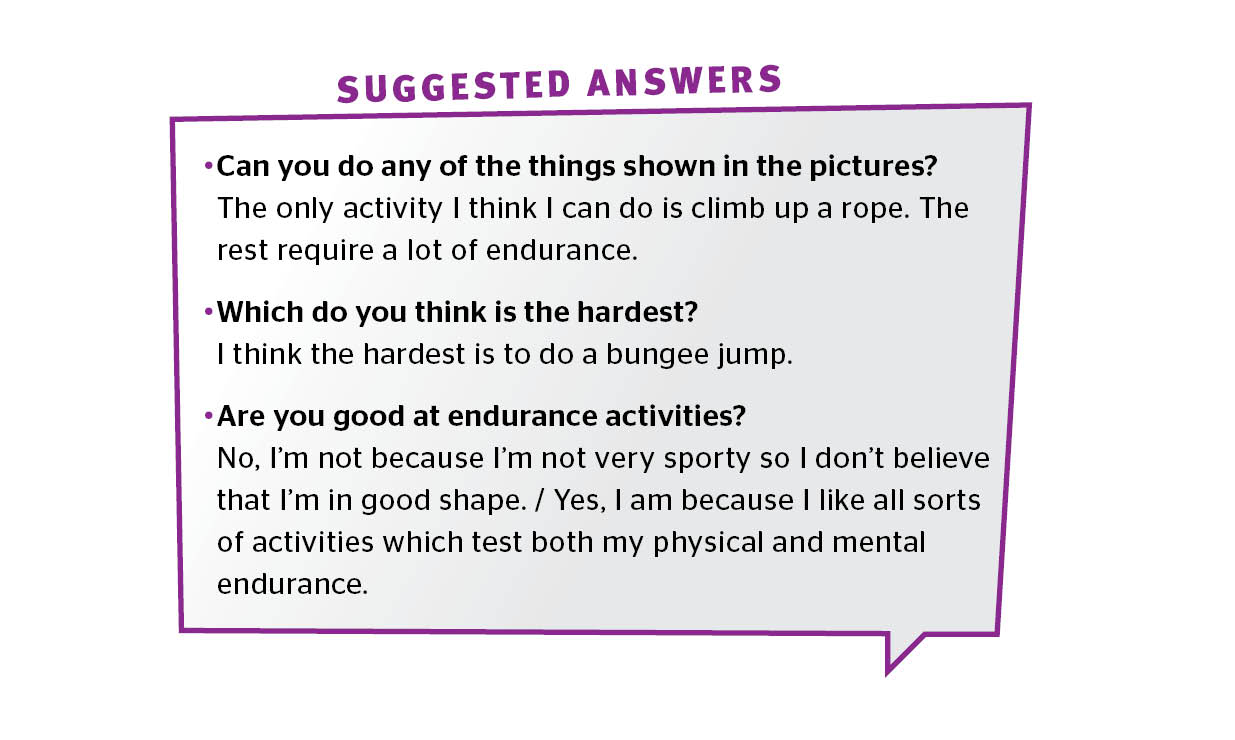 SUGGESTED ANSWERS
•Can you do any of the things shown in the pictures?
The only activity I think I can do is climb up a rope. The
rest require a lot of endurance.
•Which do you think is the hardest?
I think the hardest is to do a bungee jump.
•Are you good at endurance activities?
No, I’m not because I’m not very sporty so I don’t believe
that I’m in good shape. / Yes, I am because I like all sorts
of activities which test both my physical and mental
endurance.